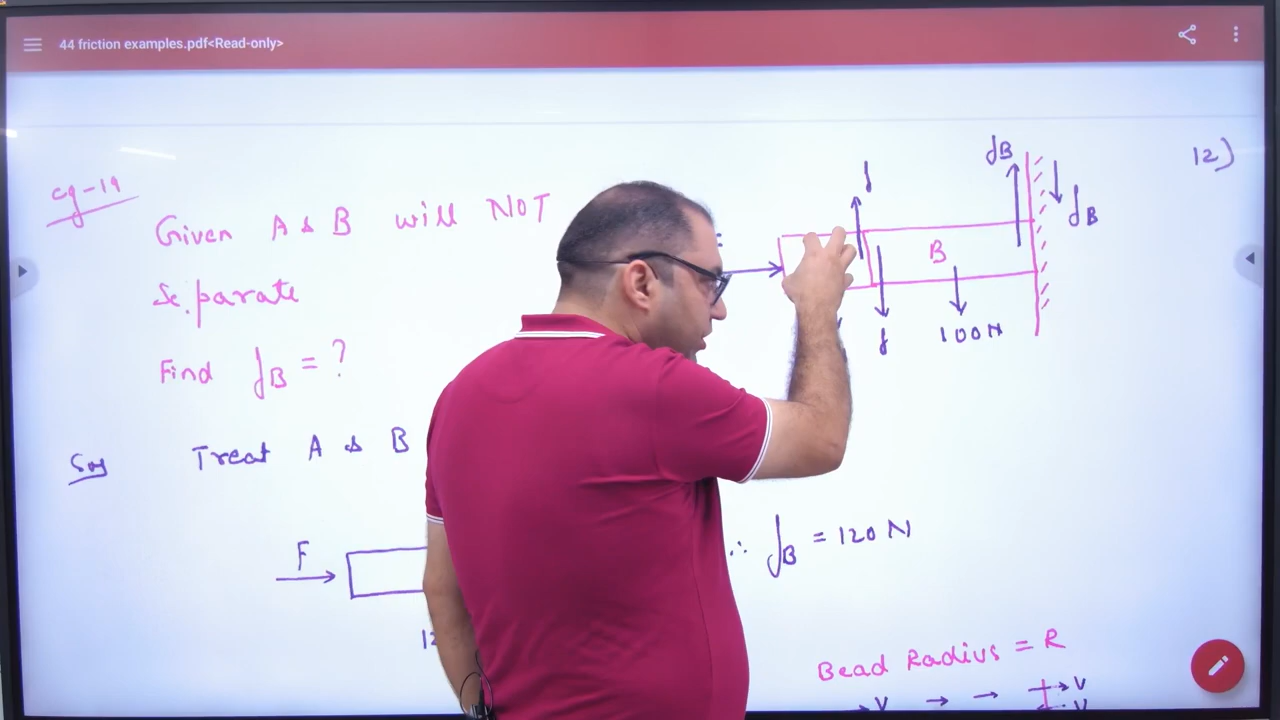 44 friction examples.pdf<Read-only>
eg-19
Given A & B will NOT
Separate
Find fB = ?
Soln
Treat A & B
F
∴ fB = 120 N
fB
12)
f
fB
B
f
100N
Bead Radius = R
V
V
V